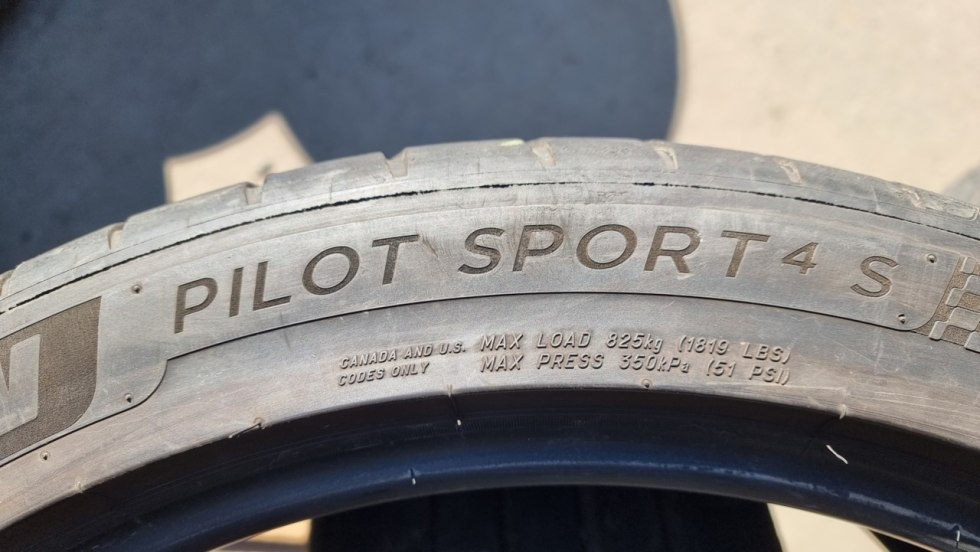 N
PILOT SPORT 4 S
CANADA AND U.S.
CODES ONLY
MAX LOAD 825kg (1819 LBS)
MAX PRESS 350kPa (51 PSI)